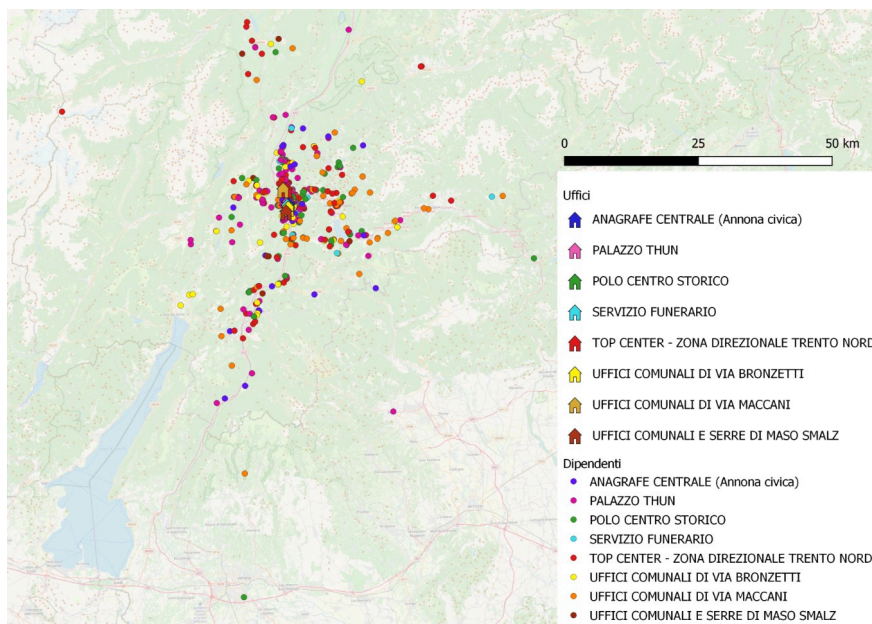 0 25 50 km
Uffici
ANAGRAFE CENTRALE (Annona civica)
PALAZZO THUN
POLO CENTRO STORICO
SERVIZIO FUNERARIO
TOP CENTER - ZONA DIREZIONALE TRENTO NORD
UFFICI COMUNALI DI VIA BRONZETTI
UFFICI COMUNALI DI VIA MACCANI
UFFICI COMUNALI E SERRE DI MASO SMALZ
Dipendenti
ANAGRAFE CENTRALE (Annona civica)
PALAZZO THUN
POLO CENTRO STORICO
SERVIZIO FUNERARIO
TOP CENTER - ZONA DIREZIONALE TRENTO NORD
UFFICI COMUNALI DI VIA BRONZETTI
UFFICI COMUNALI DI VIA MACCANI
UFFICI COMUNALI E SERRE DI MASO SMALZ